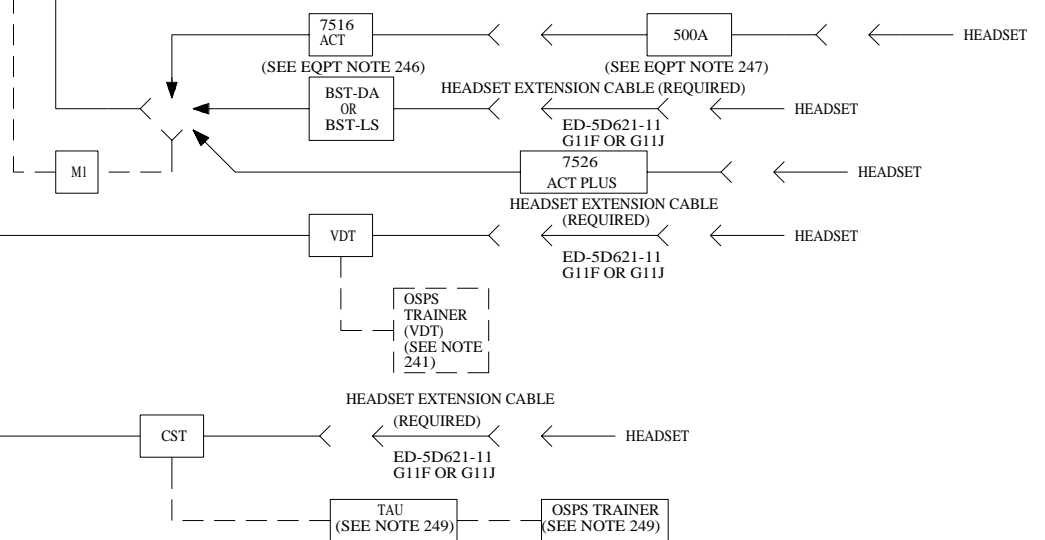 7516
ACT
500A
HEADSET
(SEE EQPT NOTE 246)
(SEE EQPT NOTE 247)
BST-DA
OR
BST-LS
HEADSET EXTENSION CABLE (REQUIRED)
HEADSET
ED-5D621-11
G11F OR G11J
M1
7526
ACT PLUS
HEADSET
HEADSET EXTENSION CABLE
(REQUIRED)
VDT
HEADSET
ED-5D621-11
G11F OR G11J
OSPS
TRAINER
(VDT)
(SEE NOTE
241)
HEADSET EXTENSION CABLE
(REQUIRED)
CST
HEADSET
ED-5D621-11
G11F OR G11J
TAU
(SEE NOTE 249)
OSPS TRAINER
(SEE NOTE 249)